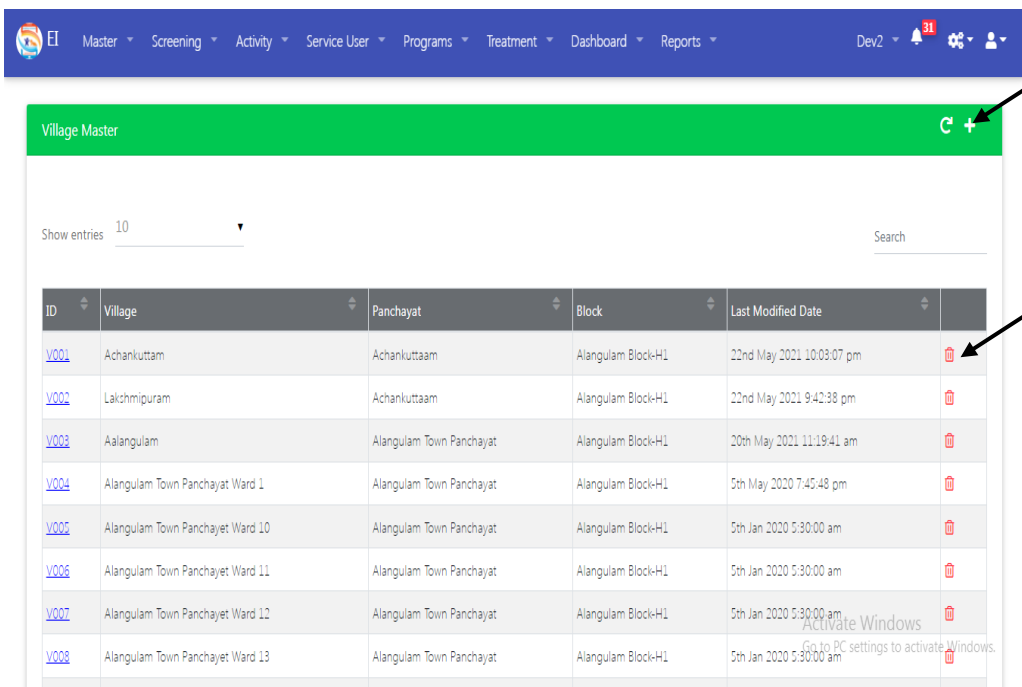 EI Master Screening Activity Service User Programs Treatment Dashboard Reports Dev2 31
Village Master
Show entries 10
Search
ID Village Panchayat Block Last Modified Date
V001 Achankuttam Achankuttaam Alangulam Block-H1 22nd May 2021 10:03:07 pm
V002 Lakshmipuram Achankuttaam Alangulam Block-H1 22nd May 2021 9:42:38 pm
V003 Aalangulam Alangulam Town Panchayat Alangulam Block-H1 20th May 2021 11:19:41 am
V004 Alangulam Town Panchayat Ward 1 Alangulam Town Panchayat Alangulam Block-H1 5th May 2020 7:45:48 pm
V005 Alangulam Town Panchayet Ward 10 Alangulam Town Panchayat Alangulam Block-H1 5th Jan 2020 5:30:00 am
V006 Alangulam Town Panchayet Ward 11 Alangulam Town Panchayat Alangulam Block-H1 5th Jan 2020 5:30:00 am
V007 Alangulam Town Panchayet Ward 12 Alangulam Town Panchayat Alangulam Block-H1 5th Jan 2020 5:30:00 am
Activate Windows
Go to PC settings to activate Windows.
V008 Alangulam Town Panchayet Ward 13 Alangulam Town Panchayat Alangulam Block-H1 5th Jan 2020 5:30:00 am